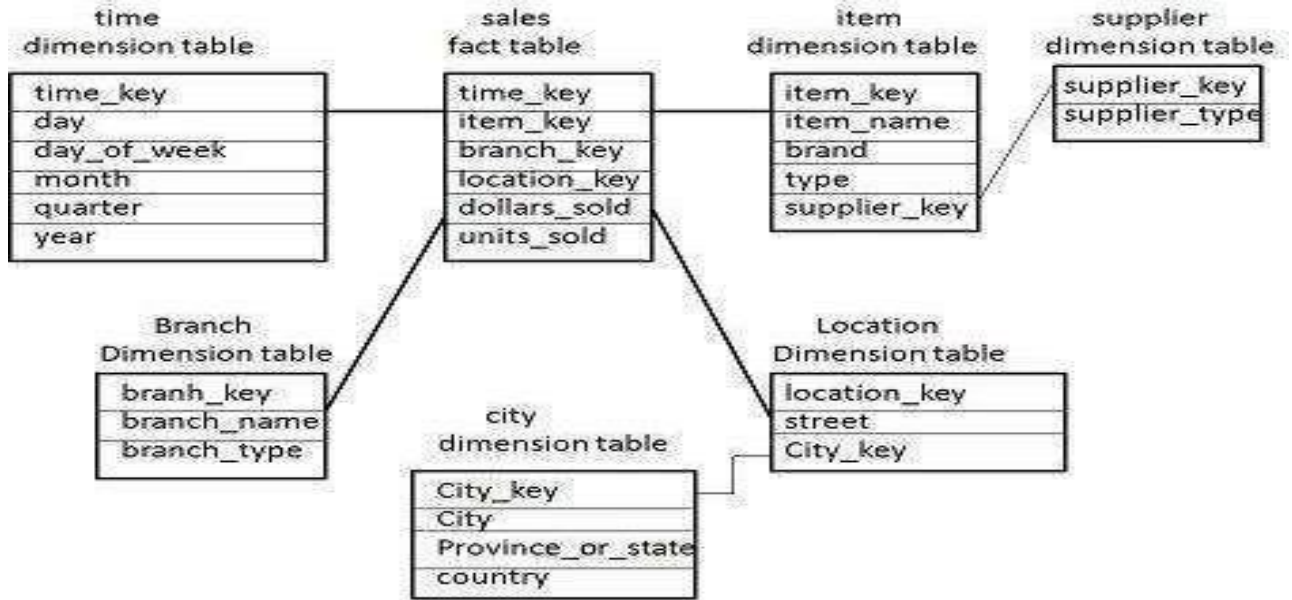 time
dimension table
time_key
day
day_of_week
month
quarter
year
sales
fact table
time_key
item_key
branch_key
location_key
dollars_sold
units_sold
item
dimension table
item_key
item_name
brand
type
supplier_key
supplier
dimension table
supplier_key
supplier_type
Branch
Dimension table
branh_key
branch_name
branch_type
city
dimension table
City_key
City
Province_or_state
country
Location
Dimension table
location_key
street
City_key